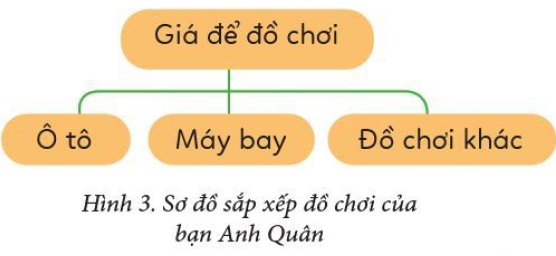 Giá để đồ chơi
Ô tô
Máy bay
Đồ chơi khác
Hình 3. Sơ đồ sắp xếp đồ chơi của
bạn Anh Quân